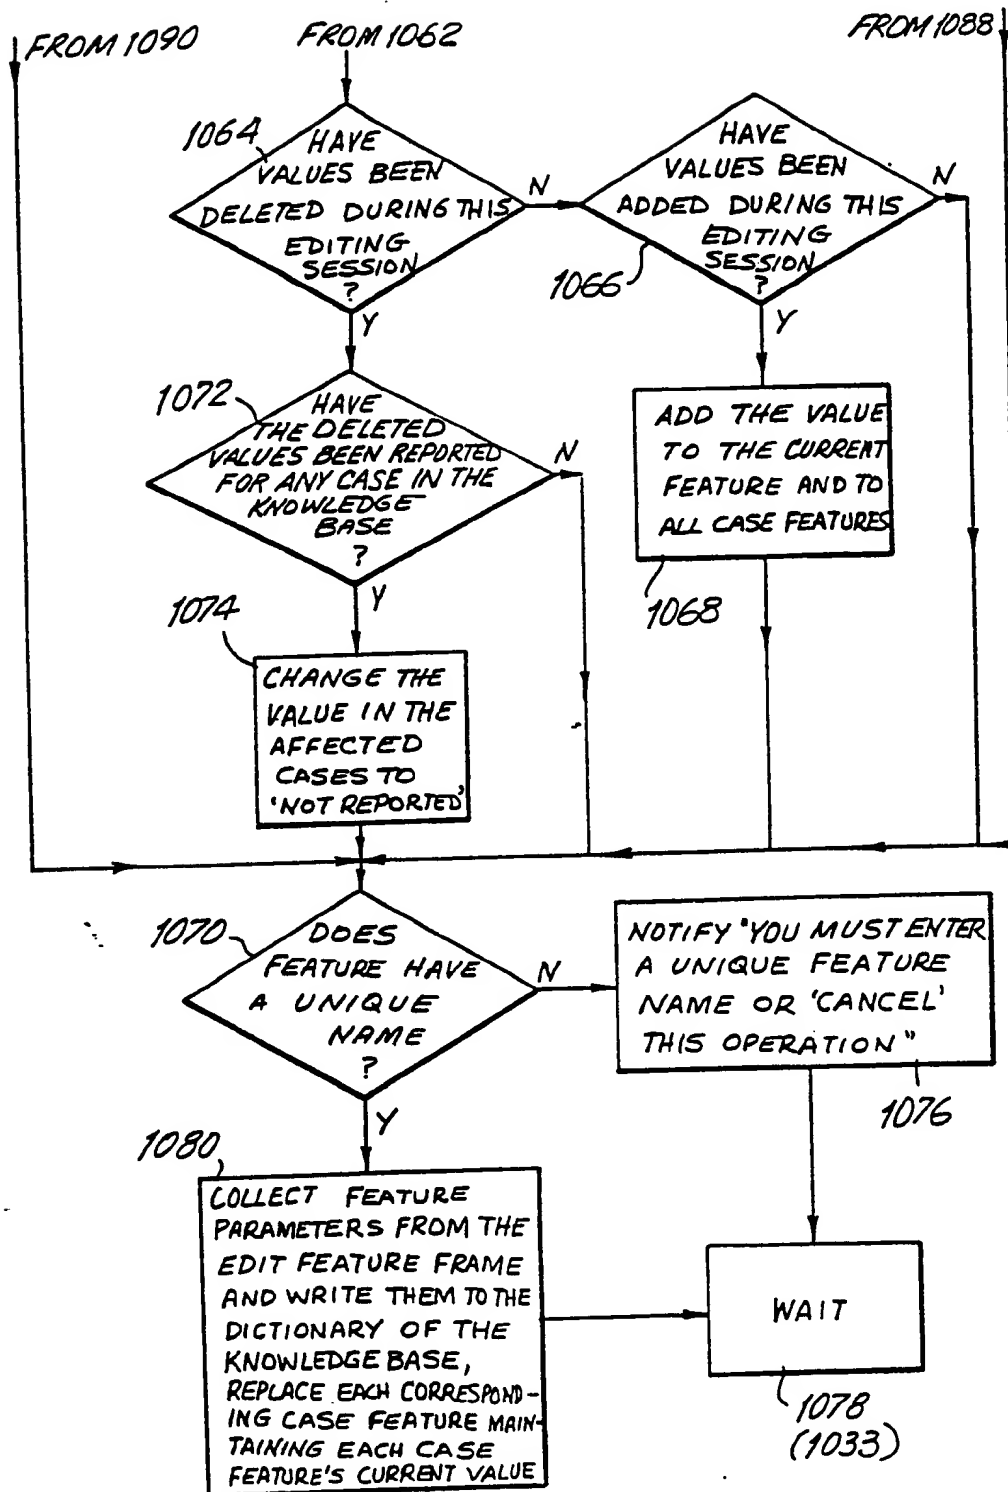 FROM 1090
FROM 1062
FROM 1088
1064
HAVE
VALUES BEEN
DELETED DURING THIS
EDITING
SESSION
?
N
Y
HAVE
VALUES BEEN
ADDED DURING THIS
EDITING
SESSION
?
1066
N
Y
1072
HAVE
THE DELETED
VALUES BEEN REPORTED
FOR ANY CASE IN THE
KNOWLEDGE
BASE
?
N
Y
ADD THE VALUE
TO THE CURRENT
FEATURE AND TO
ALL CASE FEATURES
1068
1074
CHANGE THE
VALUE IN THE
AFFECTED
CASES TO
'NOT REPORTED'
1070
DOES
FEATURE HAVE
A UNIQUE
NAME
?
N
Y
NOTIFY "YOU MUST ENTER
A UNIQUE FEATURE
NAME OR 'CANCEL'
THIS OPERATION"
1076
1080
COLLECT FEATURE
PARAMETERS FROM THE
EDIT FEATURE FRAME
AND WRITE THEM TO THE
DICTIONARY OF THE
KNOWLEDGE BASE,
REPLACE EACH CORRESPOND-
ING CASE FEATURE MAIN-
TAINING EACH CASE
FEATURE'S CURRENT VALUE
WAIT
1078
(1033)